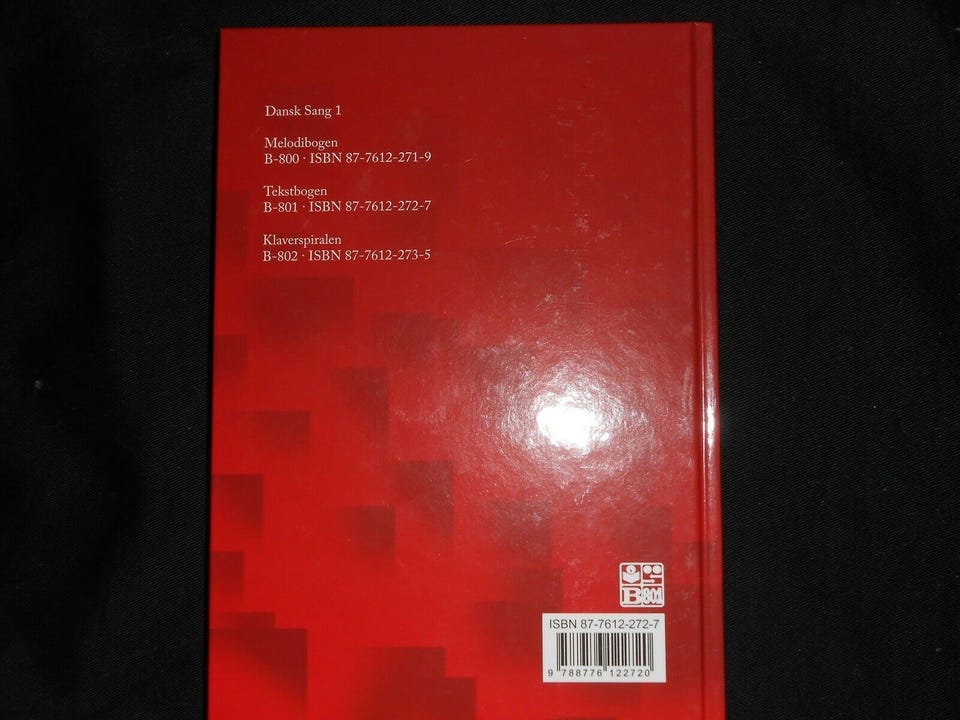 Dansk Sang 1
Melodibogen
B-800 · ISBN 87-7612-271-9
Tekstbogen
B-801 · ISBN 87-7612-272-7
Klaverspiralen
B-802 · ISBN 87-7612-273-5
B801
ISBN 87-7612-272-7
9 788776 122720